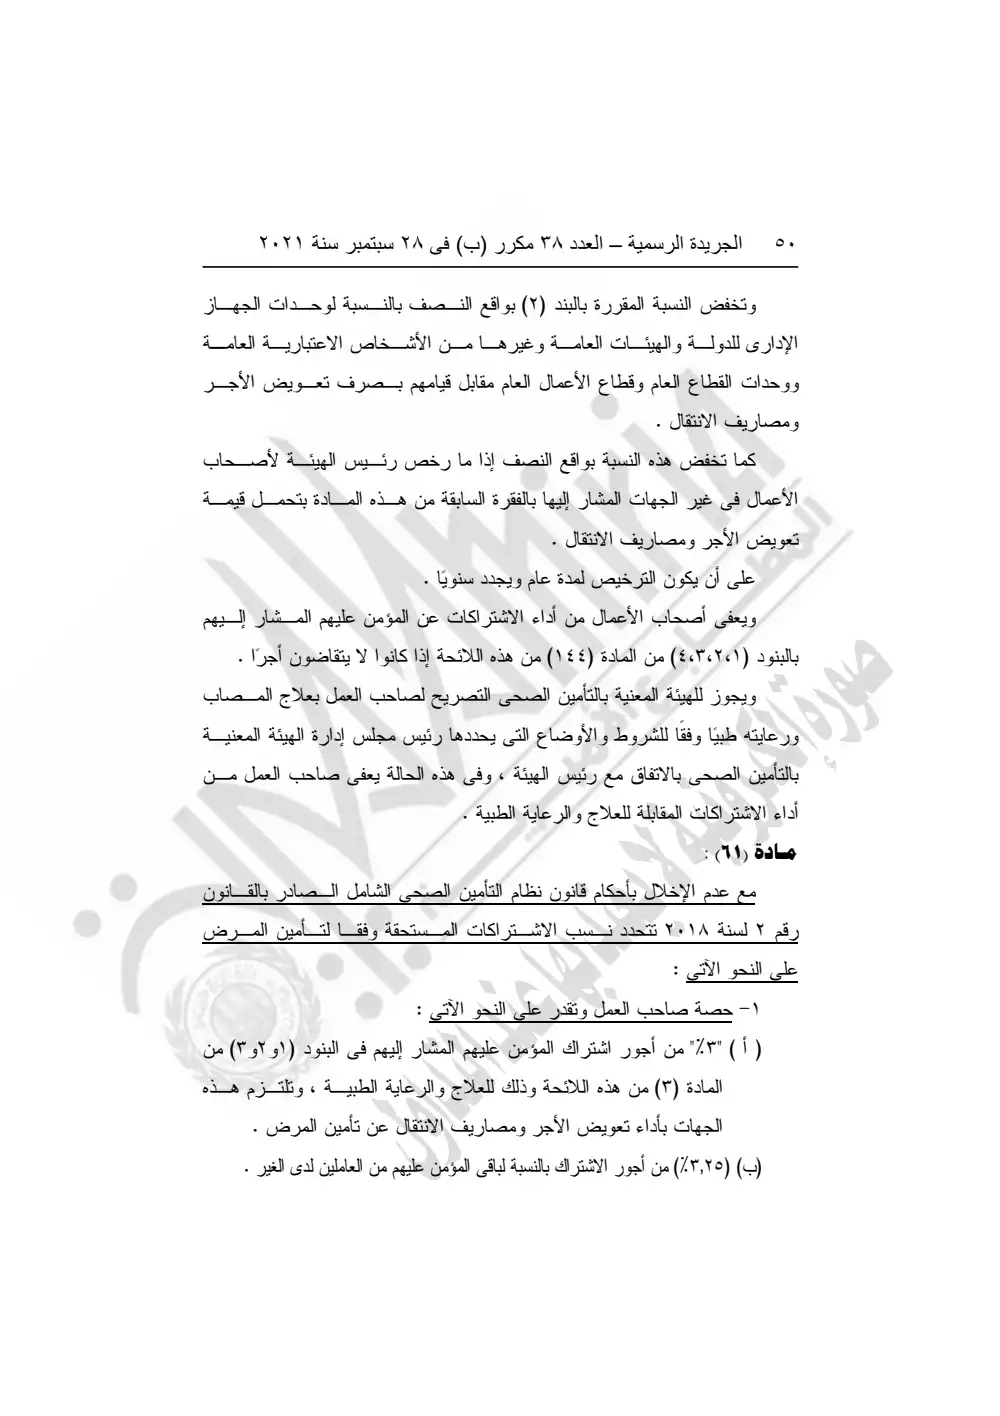 ٥٠ الجريدة الرسمية – العدد ٣٨ مكرر (ب) فى ٢٨ سبتمبر سنة ٢٠٢١
وتخفض النسبة المقررة بالبند (٢) بواقع النصف بالنسبة لوحدات الجهاز
الإدارى للدولة والهيئات العامة وغيرها من الأشخاص الاعتبارية العامة
ووحدات القطاع العام وقطاع الأعمال العام مقابل قيامهم بصرف تعويض الأجر
ومصاريف الانتقال .
كما تخفض هذه النسبة بواقع النصف إذا ما رخص رئيس الهيئة لأصحاب
الأعمال فى غير الجهات المشار إليها بالفقرة السابقة من هذه المادة بتحمل قيمة
تعويض الأجر ومصاريف الانتقال .
على أن يكون الترخيص لمدة عام ويجدد سنويًا .
ويعفى أصحاب الأعمال من أداء الاشتراكات عن المؤمن عليهم المشار إليهم
بالبنود (٤،٣،٢،١) من المادة (١٤٤) من هذه اللائحة إذا كانوا لا يتقاضون أجرًا .
ويجوز للهيئة المعنية بالتأمين الصحى التصريح لصاحب العمل بعلاج المصاب
ورعايته طبيًا وفقًا للشروط والأوضاع التى يحددها رئيس مجلس إدارة الهيئة المعنية
بالتأمين الصحى بالاتفاق مع رئيس الهيئة ، وفى هذه الحالة يعفى صاحب العمل من
أداء الاشتراكات المقابلة للعلاج والرعاية الطبية .
مادة (٦١) :
مع عدم الإخلال بأحكام قانون نظام التأمين الصحى الشامل الصادر بالقانون
رقم ٢ لسنة ٢٠١٨ تتحدد نسب الاشتراكات المستحقة وفقا لتأمين المرض
على النحو الآتى :
١- حصة صاحب العمل وتقدر على النحو الآتى :
( أ ) "٣٪" من أجور اشتراك المؤمن عليهم المشار إليهم فى البنود (١و٢و٣) من
المادة (٣) من هذه اللائحة وذلك للعلاج والرعاية الطبية ، وتلتزم هذه
الجهات بأداء تعويض الأجر ومصاريف الانتقال عن تأمين المرض .
(ب) (٣,٢٥٪) من أجور الاشتراك بالنسبة لباقى المؤمن عليهم من العاملين لدى الغير .